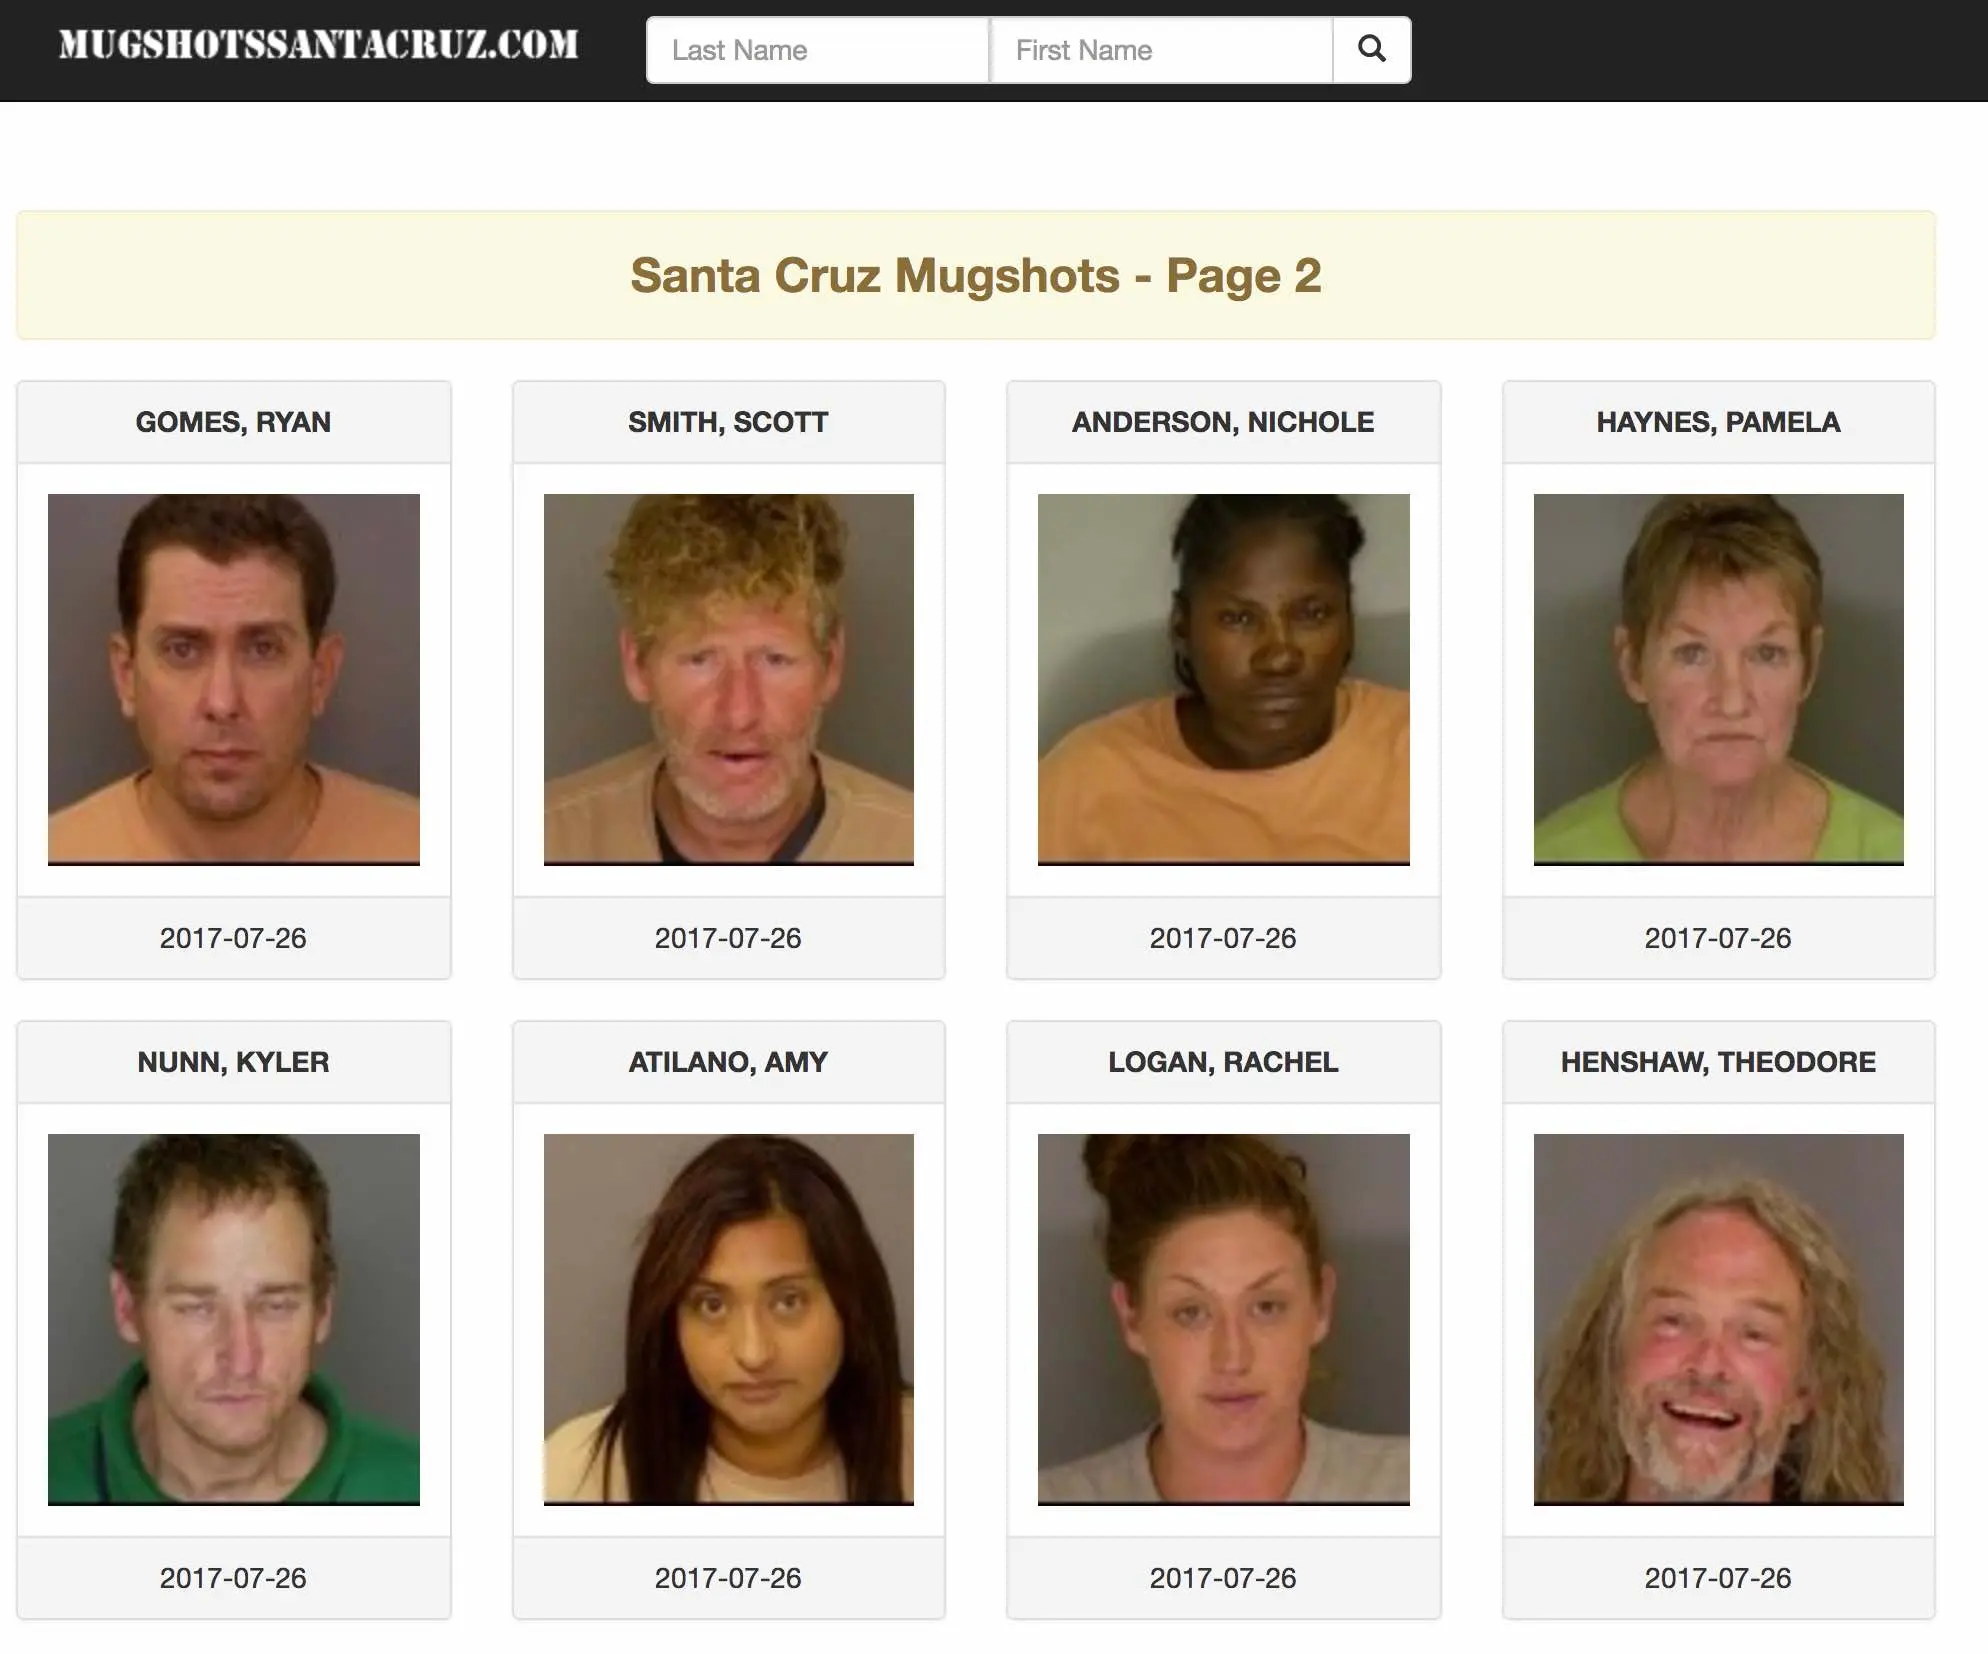 MUGSHOTSSANTACRUZ.COM
Last Name
First Name
Santa Cruz Mugshots - Page 2
GOMES, RYAN
SMITH, SCOTT
ANDERSON, NICHOLE
HAYNES, PAMELA
2017-07-26
2017-07-26
2017-07-26
2017-07-26
NUNN, KYLER
ATILANO, AMY
LOGAN, RACHEL
HENSHAW, THEODORE
2017-07-26
2017-07-26
2017-07-26
2017-07-26